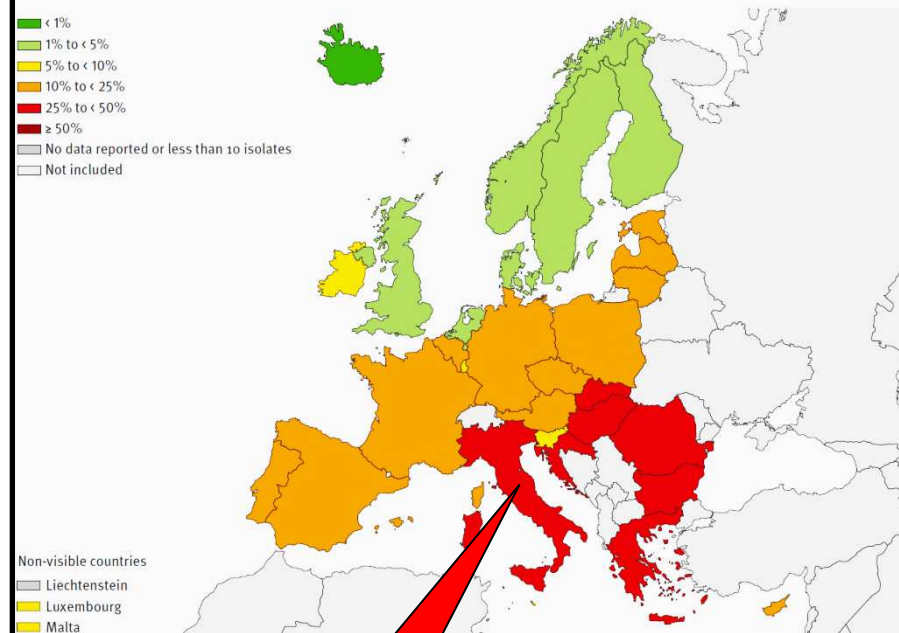 < 1%
1% to < 5%
5% to < 10%
10% to < 25%
25% to < 50%
≥ 50%
No data reported or less than 10 isolates
Not included
Non-visible countries
Liechtenstein
Luxembourg
Malta